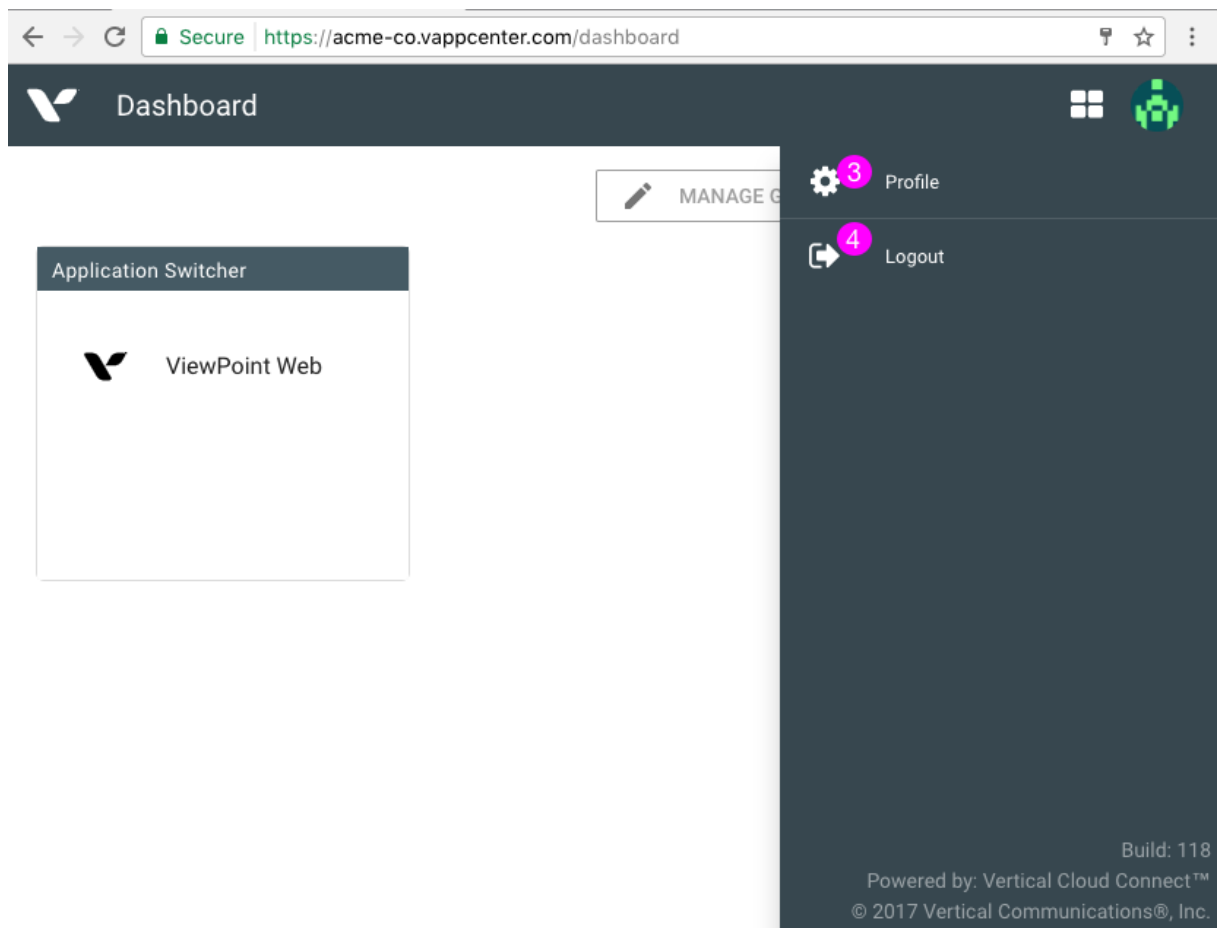 Secure https://acme-co.vappcenter.com/dashboard
Dashboard
MANAGE G
3 Profile
4 Logout
Application Switcher
ViewPoint Web
Build: 118
Powered by: Vertical Cloud Connect™
© 2017 Vertical Communications®, Inc.